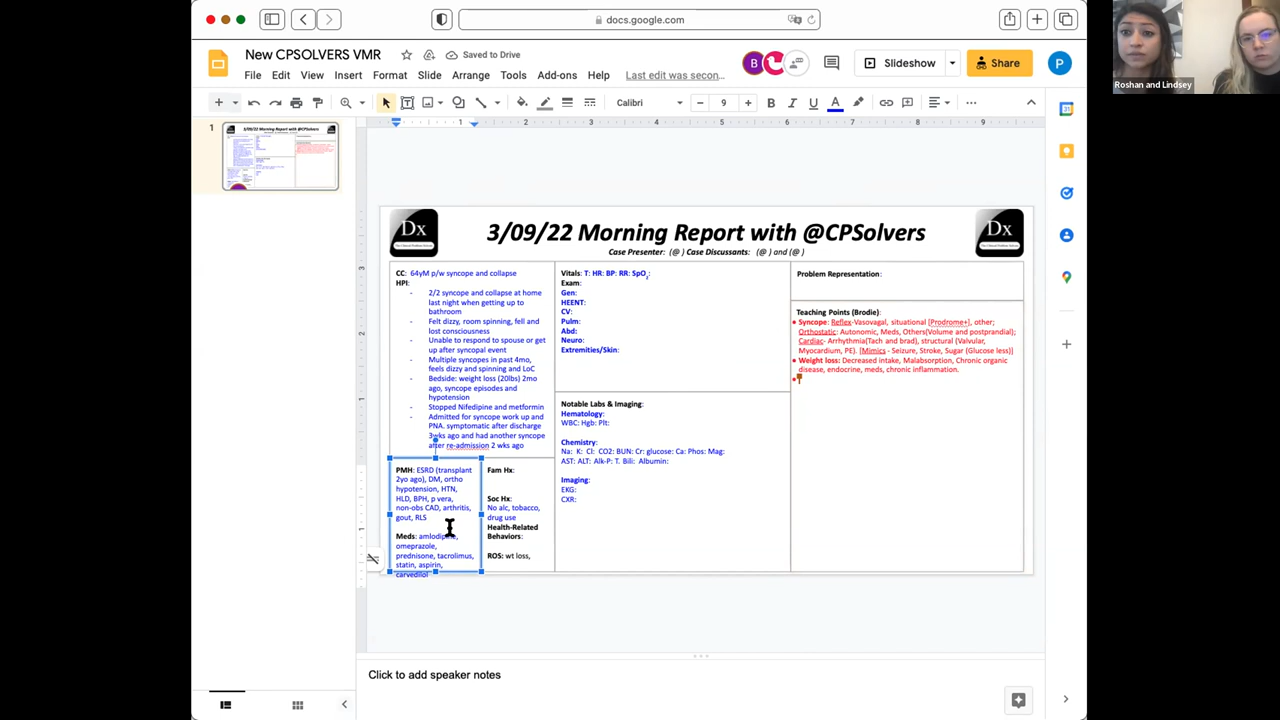 docs.google.com
New CPSOLVERS VMR
Saved to Drive
File Edit View Insert Format Slide Arrange Tools Add-ons Help Last edit was secon...
B
Slideshow
Share
P
Calibri
9
B I U A
Roshan and Lindsey
1 2 3 4 5 6 7 8 9
1
Dx
3/09/22 Morning Report with @CPSolvers
Case Presenter: (@ ) Case Discussants: (@ ) and (@ )
Dx
CC: 64yM p/w syncope and collapse
HPI:
- 2/2 syncope and collapse at home
last night when getting up to
bathroom
- Felt dizzy, room spinning, fell and
lost consciousness
- Unable to respond to spouse or get
up after syncopal event
- Multiple syncopes in past 4mo,
feels dizzy and spinning and LoC
- Bedside: weight loss (20lbs) 2mo
ago, syncope episodes and
hypotension
- Stopped Nifedipine and metformin
- Admitted for syncope work up and
PNA. symptomatic after discharge
3wks ago and had another syncope
after re-admission 2 wks ago
PMH: ESRD (transplant
2yo ago), DM, ortho
hypotension, HTN,
HLD, BPH, p vera,
non-obs CAD, arthritis,
gout, RLS
Meds: amlodipine,
omeprazole,
prednisone, tacrolimus,
statin, aspirin,
carvedilol
Fam Hx:
Soc Hx:
No alc, tobacco,
drug use
Health-Related
Behaviors:
ROS: wt loss,
Vitals: T: HR: BP: RR: SpO2:
Exam:
Gen:
HEENT:
CV:
Pulm:
Abd:
Neuro:
Extremities/Skin:
Notable Labs & Imaging:
Hematology:
WBC: Hgb: Plt:
Chemistry:
Na: K: Cl: CO2: BUN: Cr: glucose: Ca: Phos: Mag:
AST: ALT: Alk-P: T. Bili: Albumin:
Imaging:
EKG:
CXR:
Problem Representation:
Teaching Points (Brodie):
• Syncope: Reflex-Vasovagal, situational [Prodrome+], other;
Orthostatic: Autonomic, Meds, Others(Volume and postprandial);
Cardiac- Arrhythmia(Tach and brad), structural (Valvular,
Myocardium, PE). [Mimics - Seizure, Stroke, Sugar (Glucose less)]
• Weight loss: Decreased intake, Malabsorption, Chronic organic
disease, endocrine, meds, chronic inflammation.
•
Click to add speaker notes